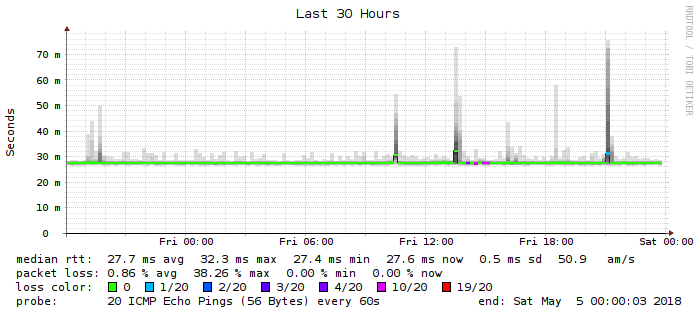 Last 30 Hours
RRDTOOL / TOBI OETIKER
Seconds
70 m
60 m
50 m
40 m
30 m
20 m
10 m
0
Fri 00:00 Fri 06:00 Fri 12:00 Fri 18:00 Sat 00:00
median rtt: 27.7 ms avg 32.3 ms max 27.4 ms min 27.6 ms now 0.5 ms sd 50.9 am/s
packet loss: 0.86 % avg 38.26 % max 0.00 % min 0.00 % now
loss color: 0 1/20 2/20 3/20 4/20 10/20 19/20
probe: 20 ICMP Echo Pings (56 Bytes) every 60s end: Sat May 5 00:00:03 2018